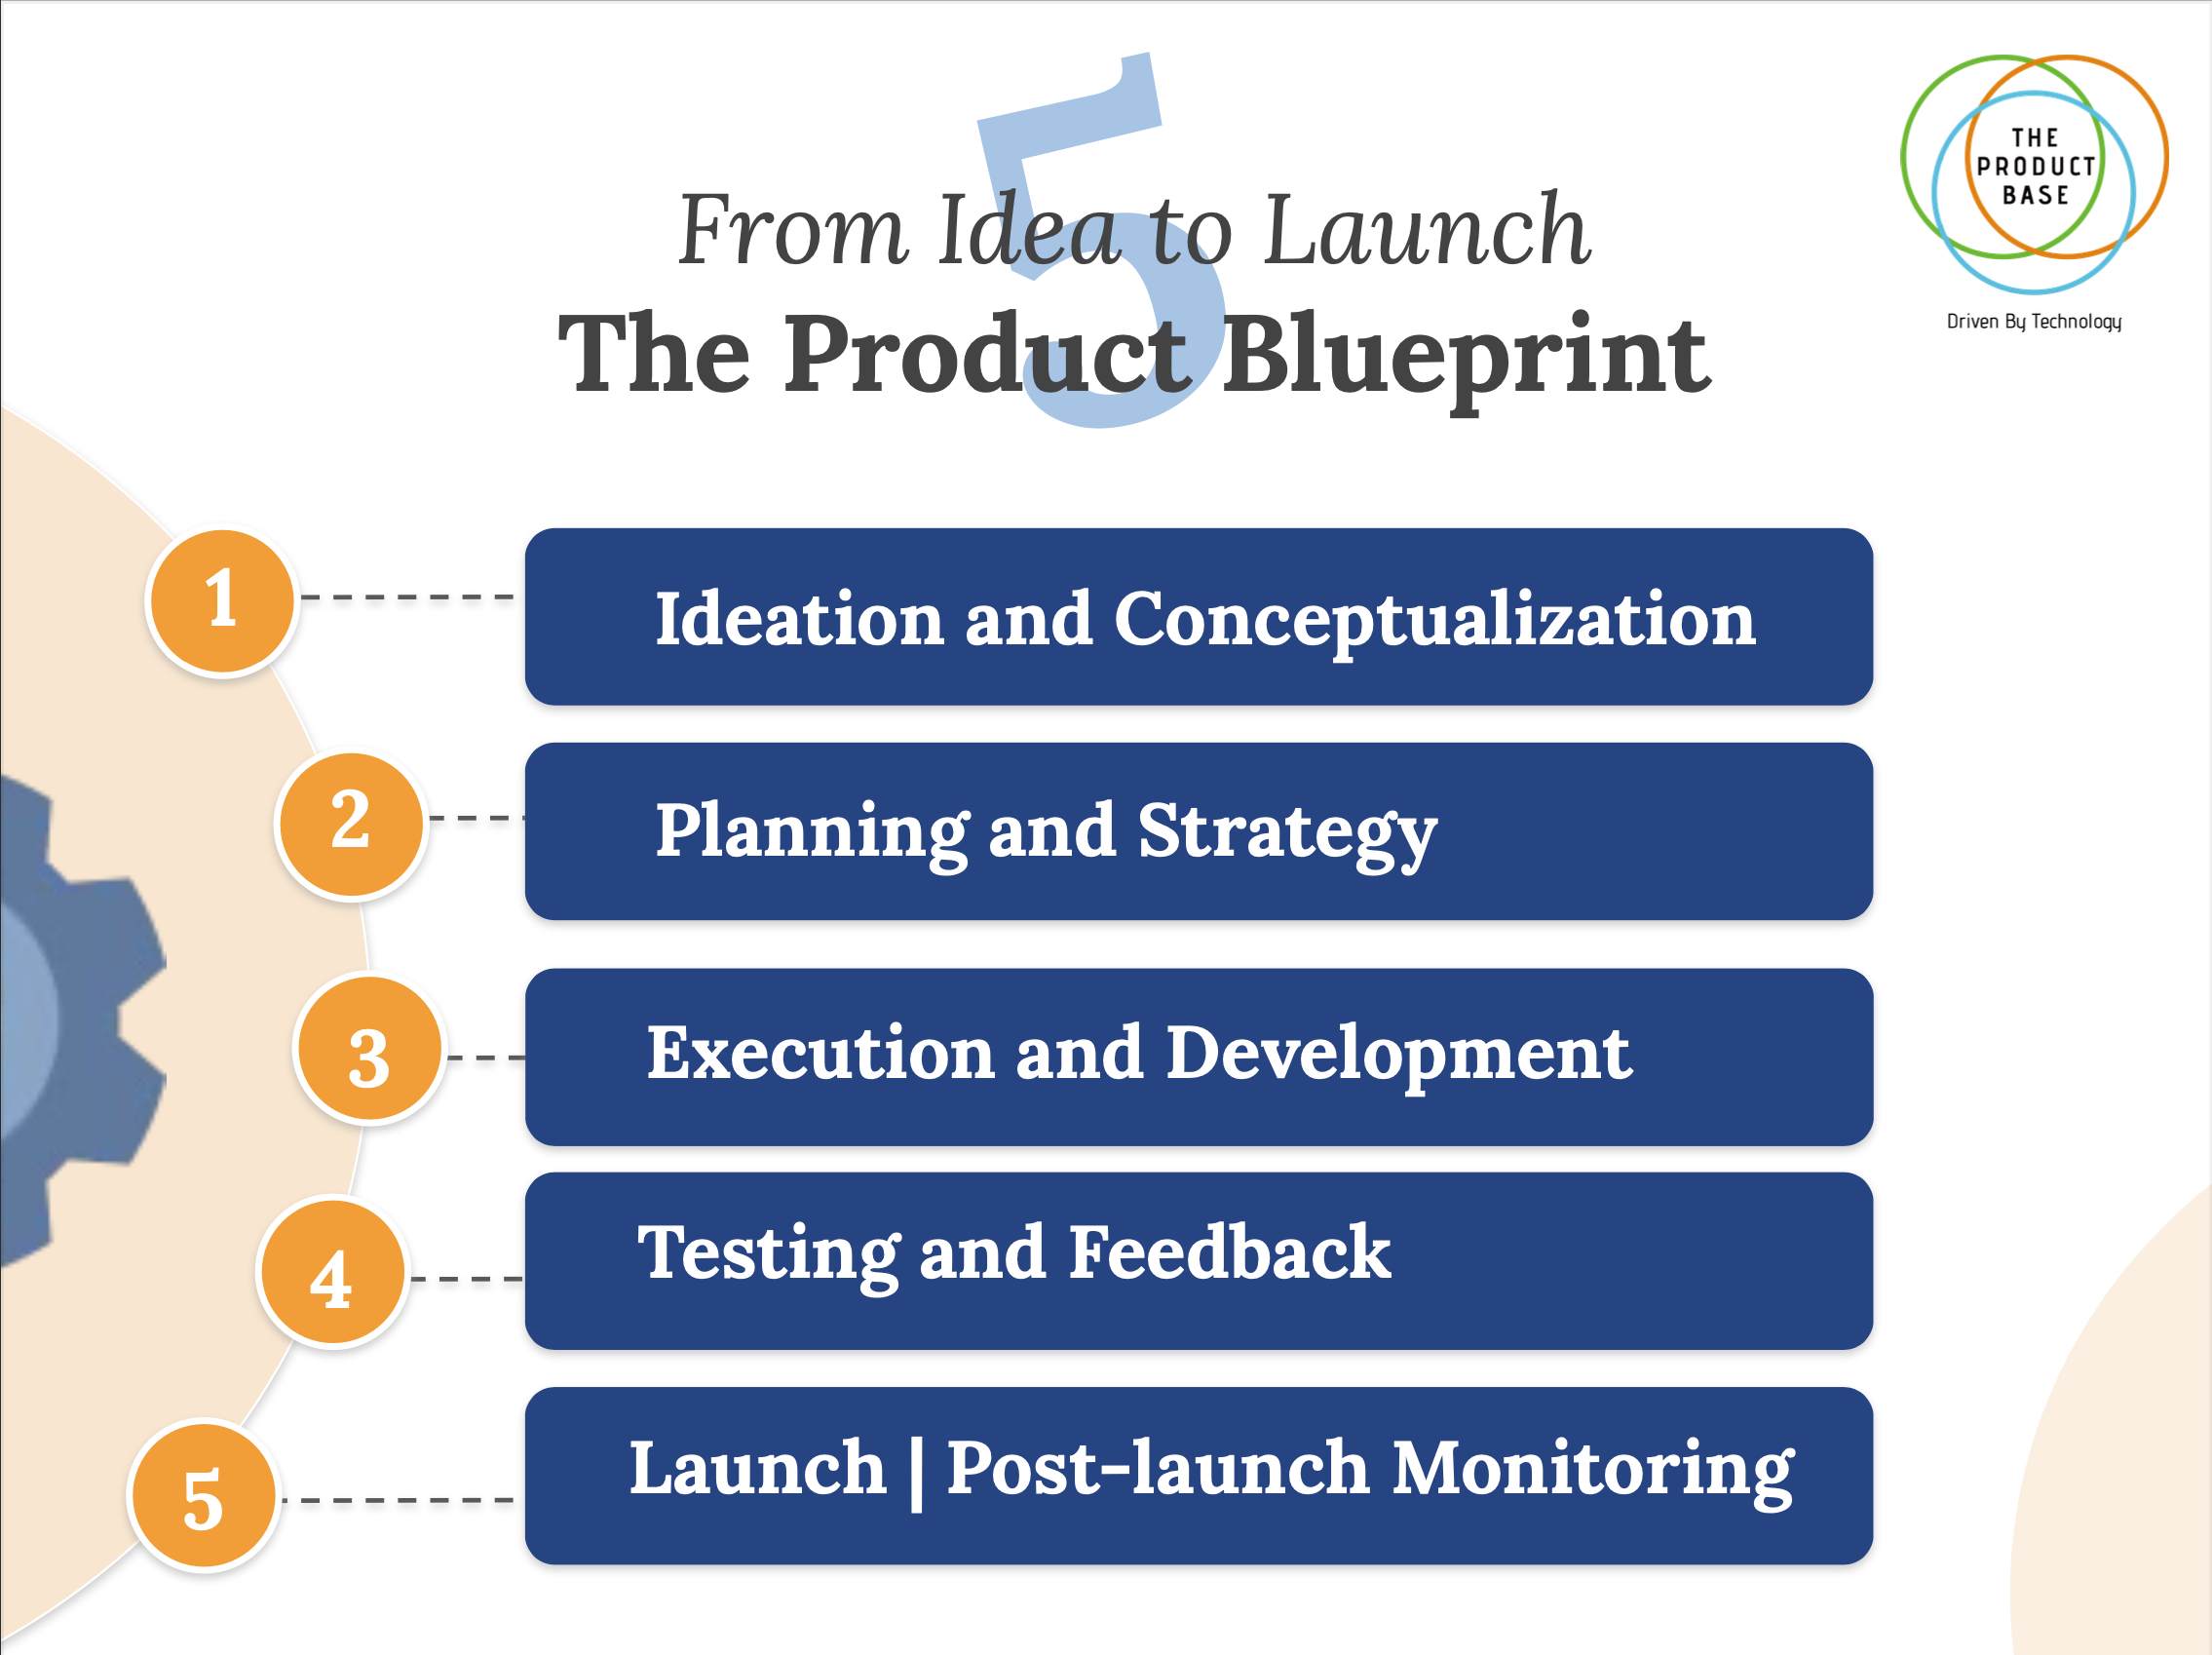 5
From Idea to Launch
The Product Blueprint
THE
PRODUCT
BASE
Driven By Technology
1
Ideation and Conceptualization
2
Planning and Strategy
3
Execution and Development
4
Testing and Feedback
5
Launch | Post-launch Monitoring